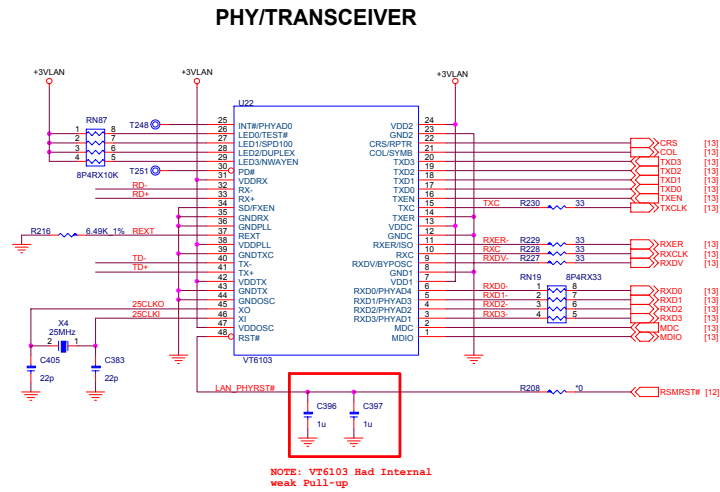 PHY/TRANSCEIVER
+3VLAN
+3VLAN
+3VLAN
RN87
1 8
2 7
3 6
4 5
8P4RX10K
T248
T251
RD-
RD+
R216 6.49K_1% REXT
TD-
TD+
25CLKO
25CLKI
X4
25MHz
2 1
C405
22p
C383
22p
U22
25 INT#/PHYAD0
26 LED0/TEST#
27 LED1/SPD100
28 LED2/DUPLEX
29 LED3/NWAYEN
30 PD#
31 VDDRX
32 RX-
33 RX+
34 SD/FXEN
35 GNDRX
36 GNDPLL
37 REXT
38 VDDPLL
39 GNDTXC
40 TX-
41 TX+
42 VDDTX
43 GNDTX
44 GNDOSC
45 XO
46 XI
47 VDDOSC
48 RST#
VDD2 24
GND2 23
CRS/RPTR 22
COL/SYMB 21
TXD3 20
TXD2 19
TXD1 18
TXD0 17
TXEN 16
TXC 15
TXER 14
VDDC 13
GNDC 12
RXER/ISO 11
RXC 10
RXDV/BYPOSC 9
GND1 8
VDD1 7
RXD0/PHYAD4 6
RXD1/PHYAD3 5
RXD2/PHYAD2 4
RXD3/PHYAD1 3
MDC 2
MDIO 1
VT6103
CRS [13]
COL [13]
TXD3 [13]
TXD2 [13]
TXD1 [13]
TXD0 [13]
TXEN [13]
TXC R230 33 TXCLK [13]
RXER- R229 33 RXER [13]
RXC R228 33 RXCLK [13]
RXDV- R227 33 RXDV [13]
RN19 8P4RX33
RXD0- 1 8 RXD0 [13]
RXD1- 2 7 RXD1 [13]
RXD2- 3 6 RXD2 [13]
RXD3- 4 5 RXD3 [13]
MDC [13]
MDIO [13]
LAN_PHYRST# R208 *0 RSMRST# [12]
C396
1u
C397
1u
NOTE: VT6103 Had Internal
weak Pull-up